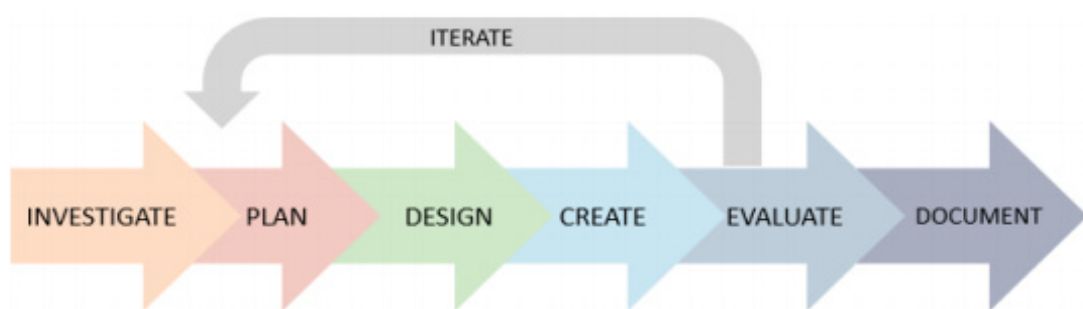 ITERATE
INVESTIGATE PLAN DESIGN CREATE EVALUATE DOCUMENT